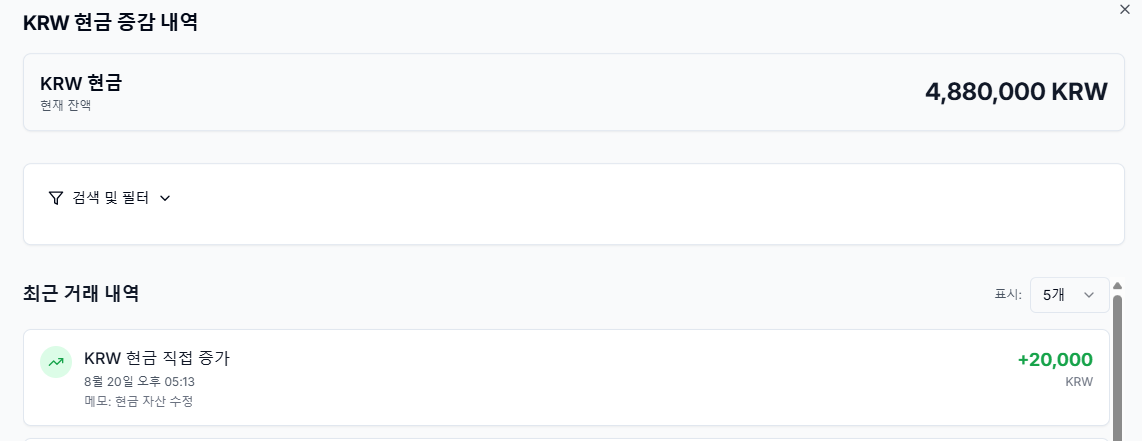 KRW 현금 증감 내역
KRW 현금
현재 잔액
4,880,000 KRW
검색 및 필터
최근 거래 내역
표시: 5개
KRW 현금 직접 증가
8월 20일 오후 05:13
메모: 현금 자산 수정
+20,000
KRW